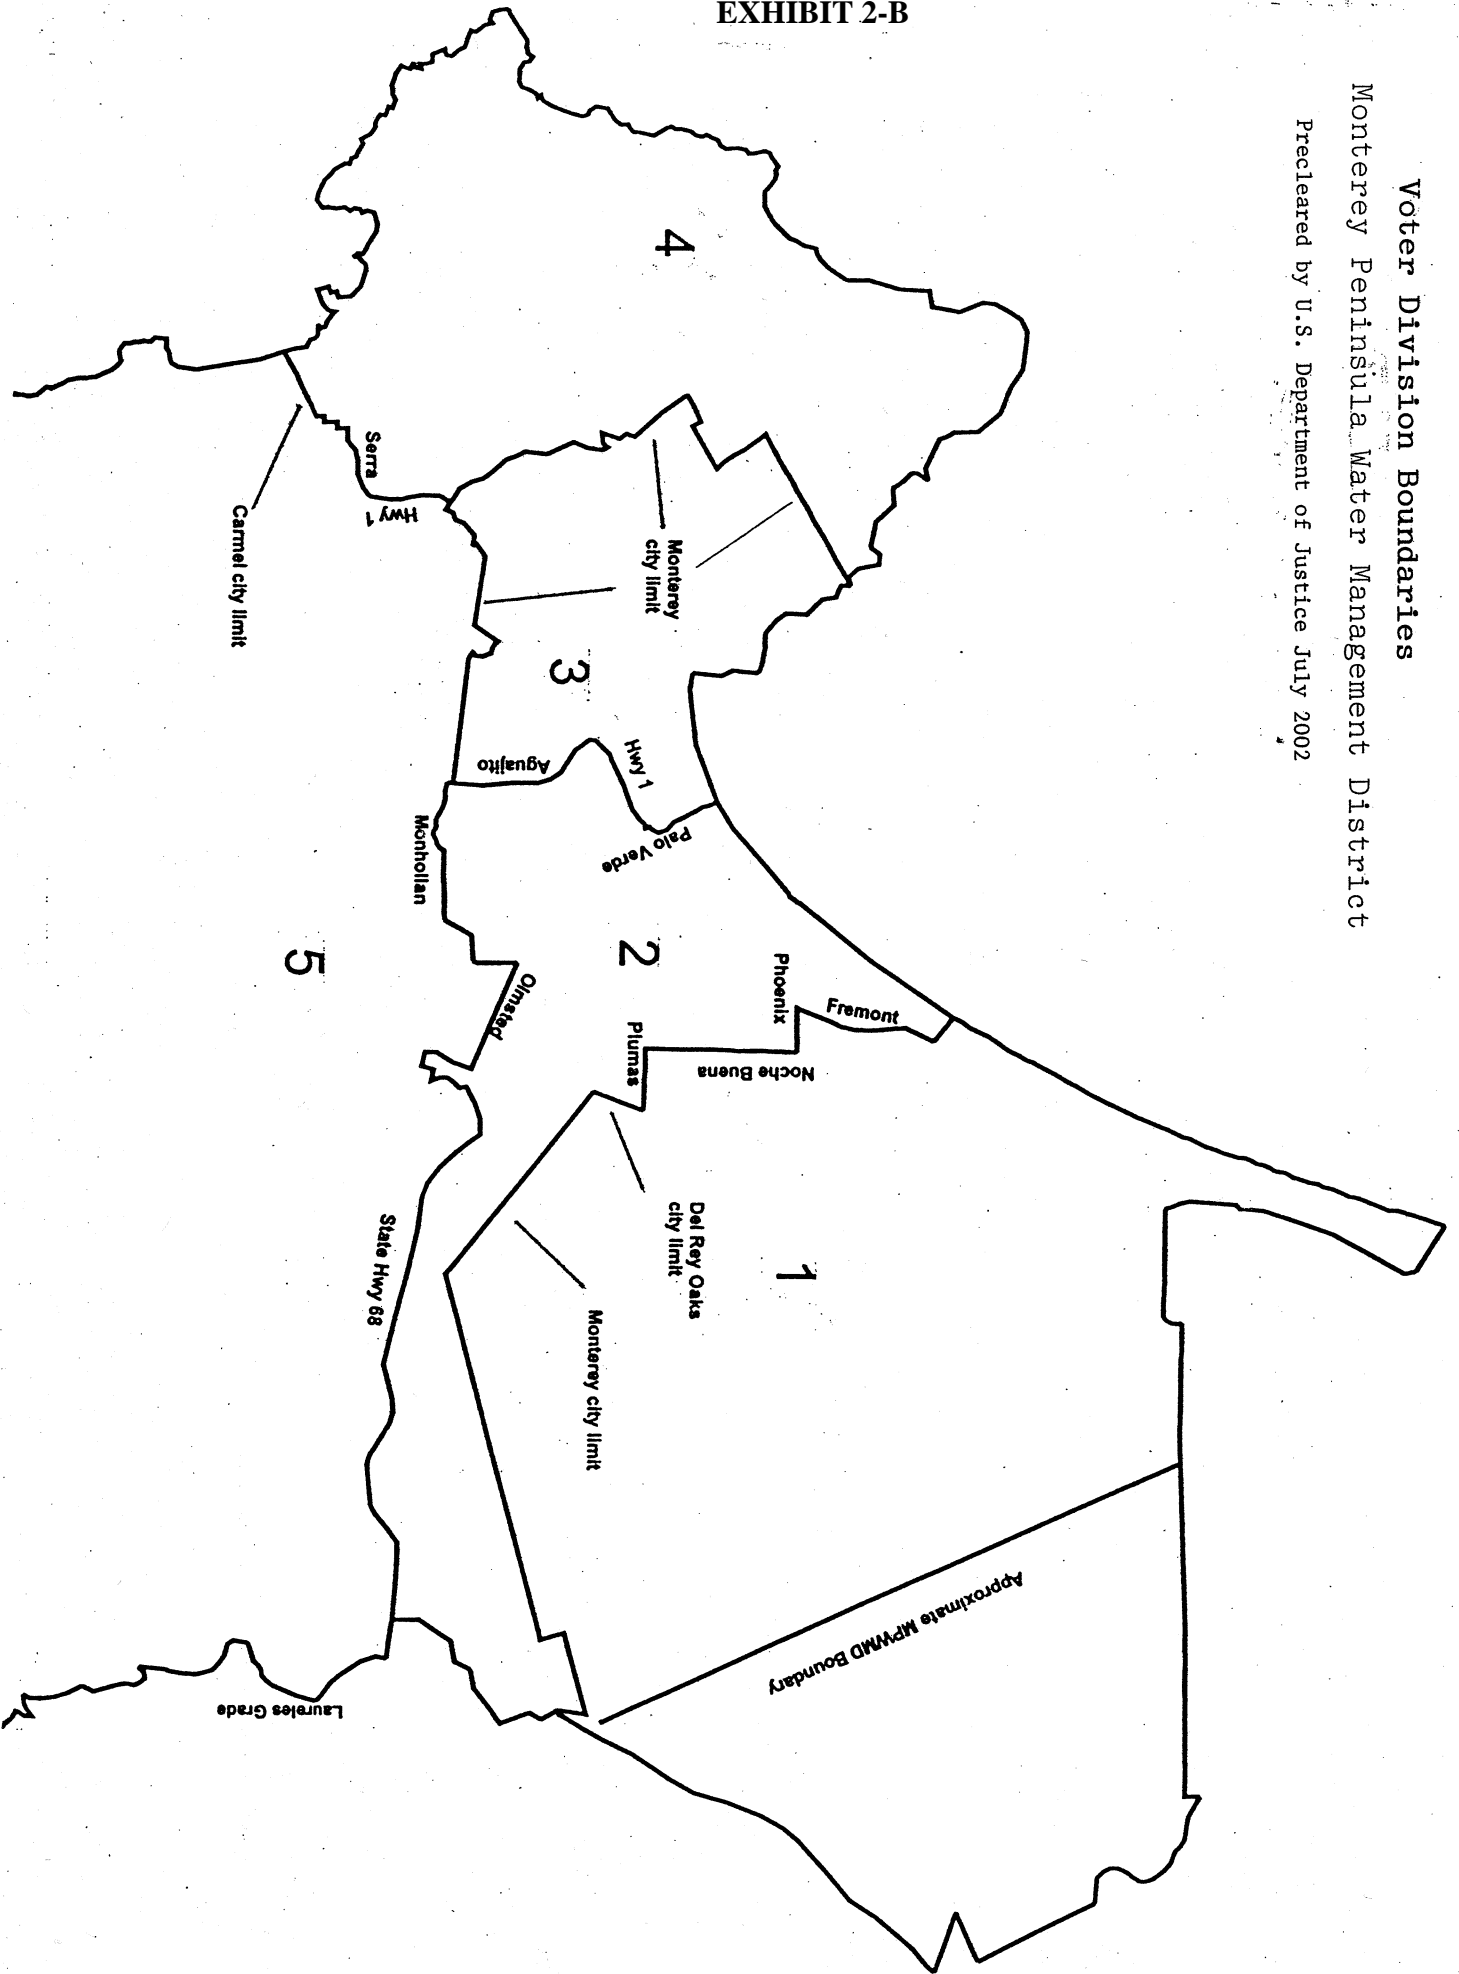 EXHIBIT 2-B
Voter Division Boundaries
Monterey Peninsula Water Management District
Precleared by U.S. Department of Justice July 2002
4
Monterey
city limit
3
Serra
Hwy 1
Carmel city limit
Hwy 1
Aguajito
Palo Verde
Monhollan
2
5
Olmsted
Phoenix
Fremont
Plumas
Noche Buena
Del Rey Oaks
city limit
1
Monterey city limit
State Hwy 68
Approximate MPWMD Boundary
Laureles Grade